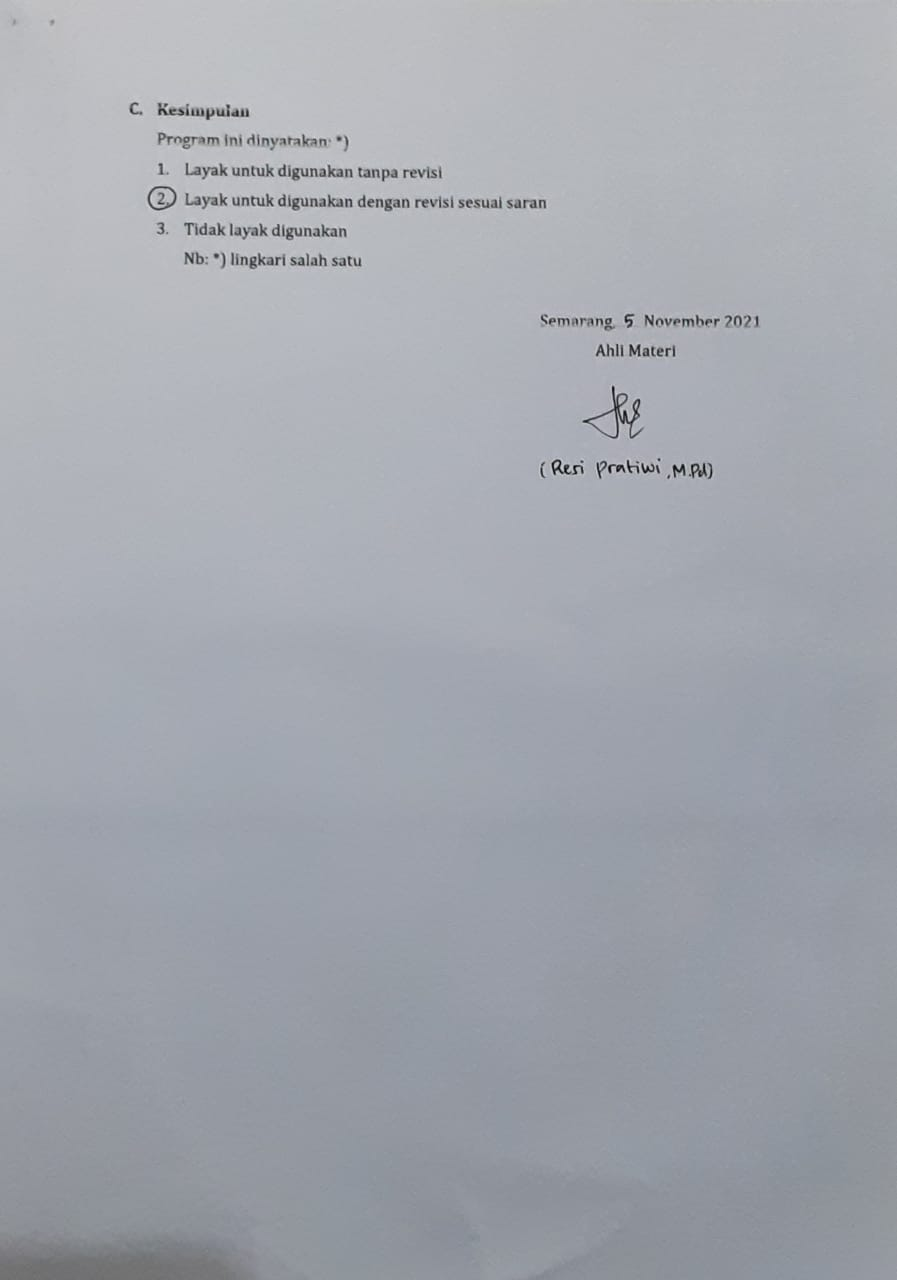 C. Kesimpulan
Program ini dinyatakan: *)
1. Layak untuk digunakan tanpa revisi
2. Layak untuk digunakan dengan revisi sesuai saran
3. Tidak layak digunakan
Nb: *) lingkari salah satu
Semarang, 5 November 2021
Ahli Materi
(Resi Pratiwi, M.Pd)